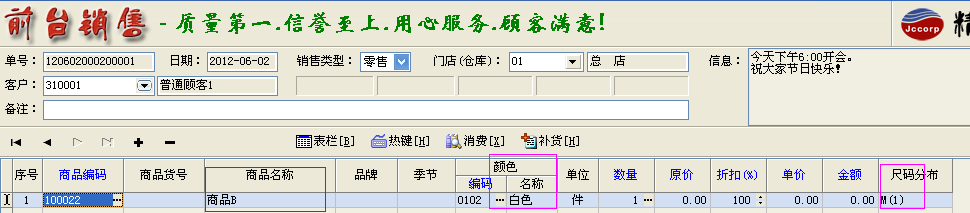 前台销售 - 质量第一.信誉至上.用心服务.顾客满意!
Jccorp 精
单号: 120602000200001 日期: 2012-06-02 销售类型: 零售 门店(仓库): 01 总 店 信息: 今天下午6:00开会。
祝大家节日快乐!
客户: 310001 普通顾客1
备注:
表栏[B] 热键[H] 消费[X] 补货[H]
序号 商品编码 商品货号 商品名称 品牌 季节 颜色 单位 数量 原价 折扣(%) 单价 金额 尺码分布
编码 名称
1 100022 ... 商品B 0102 ... 白色 件 1 ... 0.00 100 0.00 0.00 M(1)